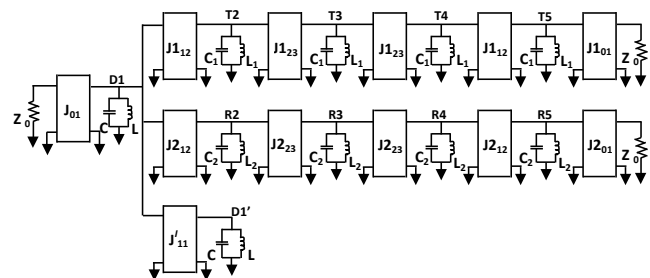 T2 T3 T4 T5
J1₁₂ C₁ L₁ J1₂₃ C₁ L₁ J1₂₃ C₁ L₁ J1₁₂ C₁ L₁ J1₀₁ Z₀
D1
Z₀ J₀₁ C L
R2 R3 R4 R5
J2₁₂ C₂ L₂ J2₂₃ C₂ L₂ J2₂₃ C₂ L₂ J2₁₂ C₂ L₂ J2₀₁ Z₀
D1'
J'₁₁ C L